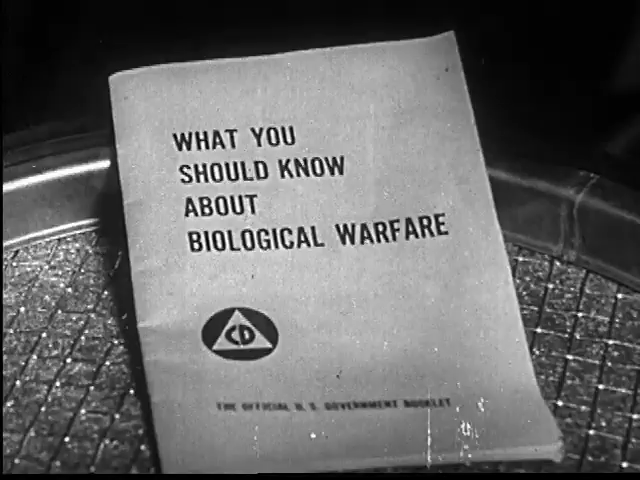 WHAT YOU
SHOULD KNOW
ABOUT
BIOLOGICAL WARFARE
CD
THE OFFICIAL U. S. GOVERNMENT BOOKLET